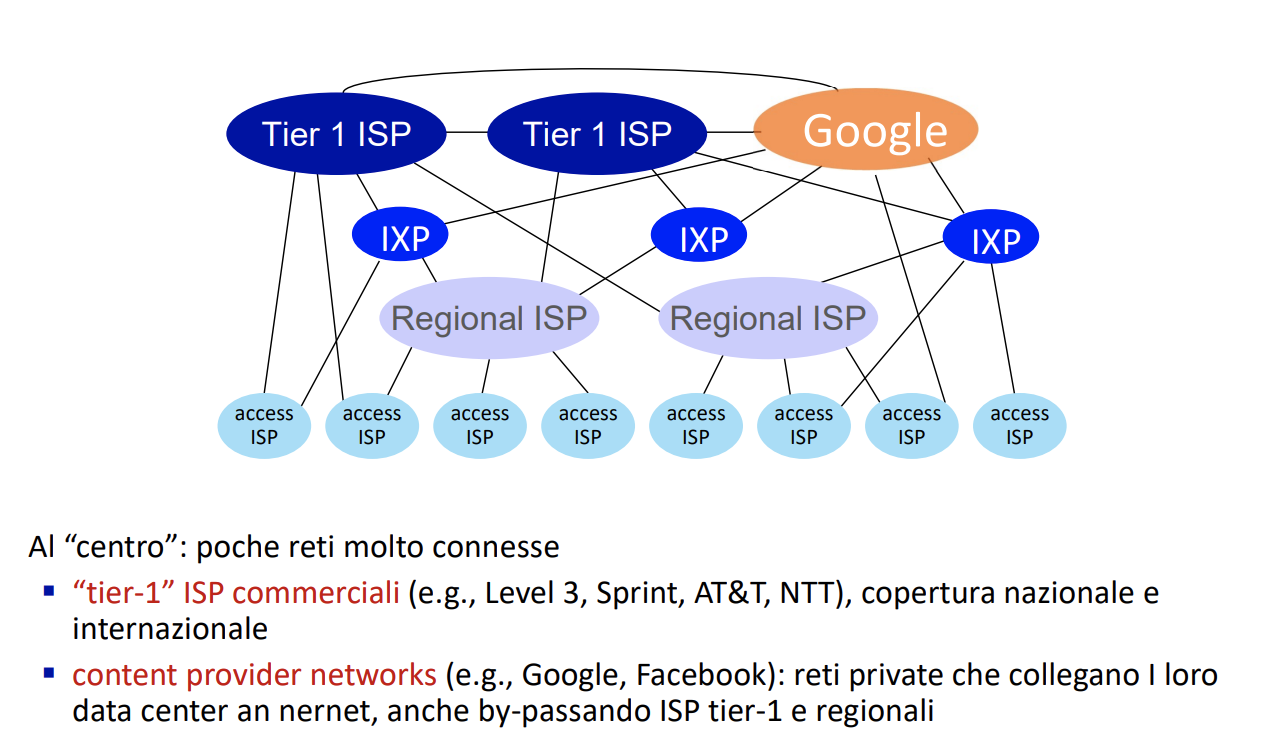 Tier 1 ISP
Tier 1 ISP
Google
IXP
IXP
IXP
Regional ISP
Regional ISP
access
ISP
access
ISP
access
ISP
access
ISP
access
ISP
access
ISP
access
ISP
access
ISP
Al “centro”: poche reti molto connesse
“tier-1” ISP commerciali (e.g., Level 3, Sprint, AT&T, NTT), copertura nazionale e
internazionale
content provider networks (e.g., Google, Facebook): reti private che collegano I loro
data center an nernet, anche by-passando ISP tier-1 e regionali